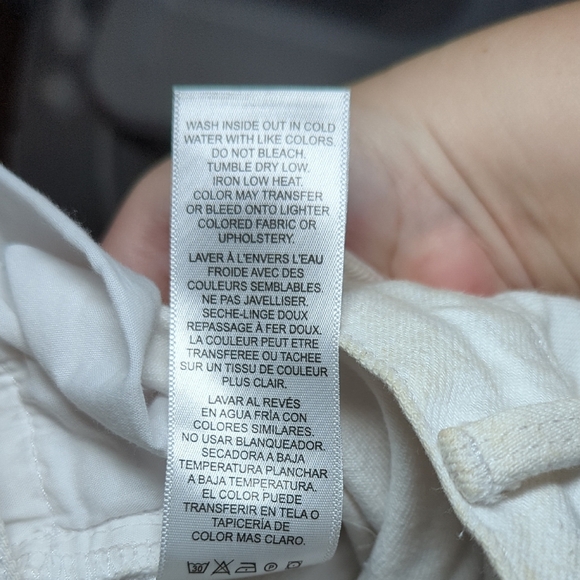 WASH INSIDE OUT IN COLD
WATER WITH LIKE COLORS.
DO NOT BLEACH.
TUMBLE DRY LOW.
IRON LOW HEAT.
COLOR MAY TRANSFER
OR BLEED ONTO LIGHTER
COLORED FABRIC OR
UPHOLSTERY.
LAVER À L'ENVERS L'EAU
FROIDE AVEC DES
COULEURS SEMBLABLES
NE PAS JAVELLISER.
SECHE-LINGE DOUX
REPASSAGE À FER DOUX.
LA COULEUR PEUT ETRE
TRANSFEREE OU TACHEE
SUR UN TISSU DE COULEUR
PLUS CLAIR.
LAVAR AL REVÉS
EN AGUA FRÍA CON
COLORES SIMILARES.
NO USAR BLANQUEADOR.
SECADORA A BAJA
TEMPERATURA PLANCHAR
A BAJA TEMPERATURA.
EL COLOR PUEDE
TRANSFERIR EN TELA O
TAPICERÍA DE
COLOR MAS CLARO.